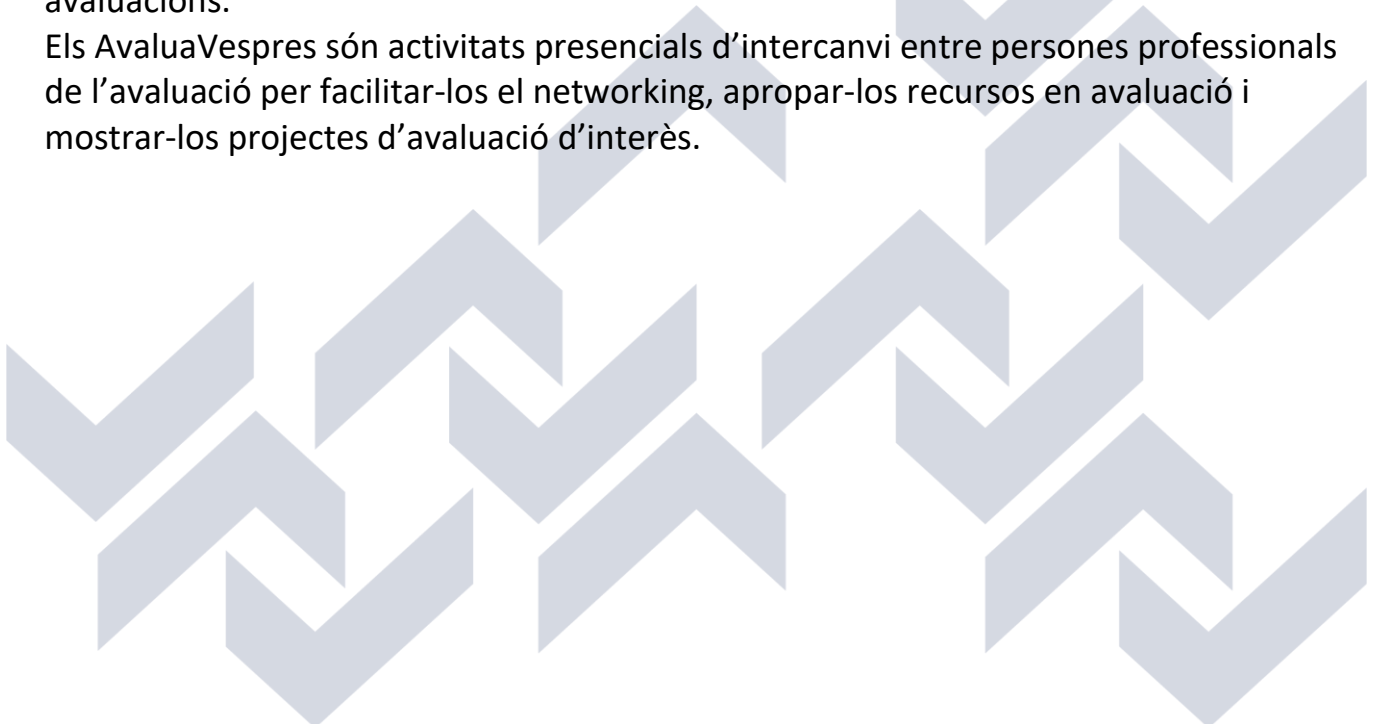 avaluacions.
Els AvaluaVespres són activitats presencials d’intercanvi entre persones professionals
de l’avaluació per facilitar-los el networking, apropar-los recursos en avaluació i
mostrar-los projectes d’avaluació d’interès.